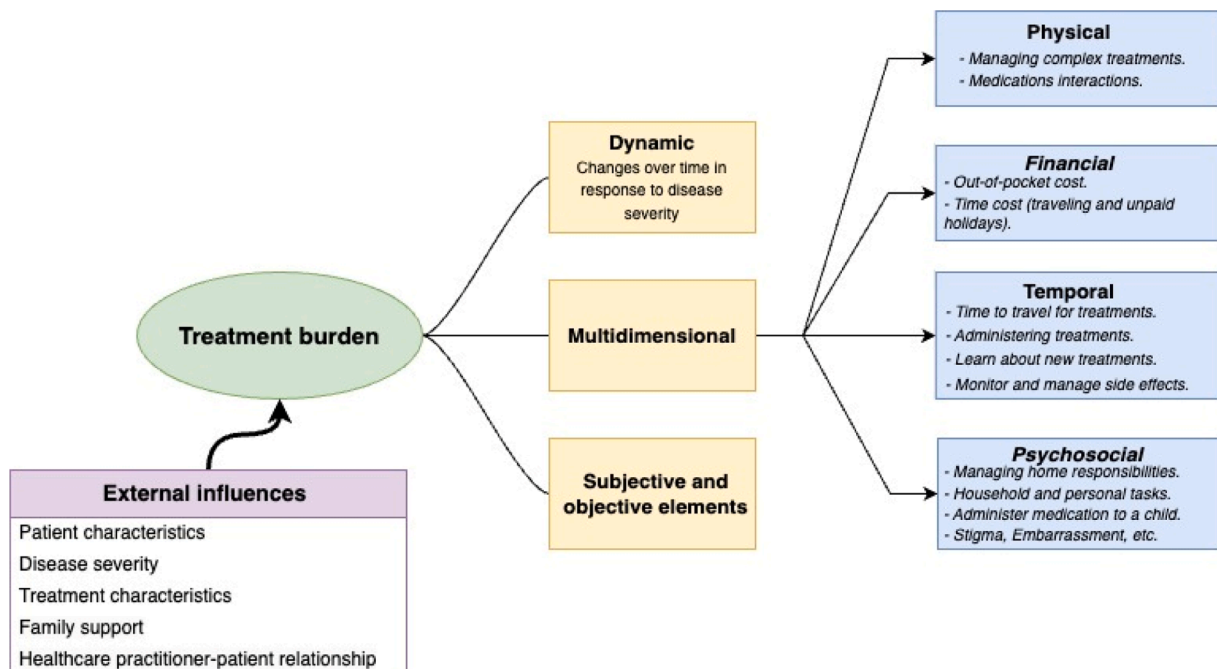 Treatment burden
External influences
Patient characteristics
Disease severity
Treatment characteristics
Family support
Healthcare practitioner-patient relationship
Dynamic
Changes over time in
response to disease
severity
Multidimensional
Subjective and
objective elements
Physical
- Managing complex treatments.
- Medications interactions.
Financial
- Out-of-pocket cost.
- Time cost (traveling and unpaid
holidays).
Temporal
- Time to travel for treatments.
- Administering treatments.
- Learn about new treatments.
- Monitor and manage side effects.
Psychosocial
- Managing home responsibilities.
- Household and personal tasks.
- Administer medication to a child.
- Stigma, Embarrassment, etc.